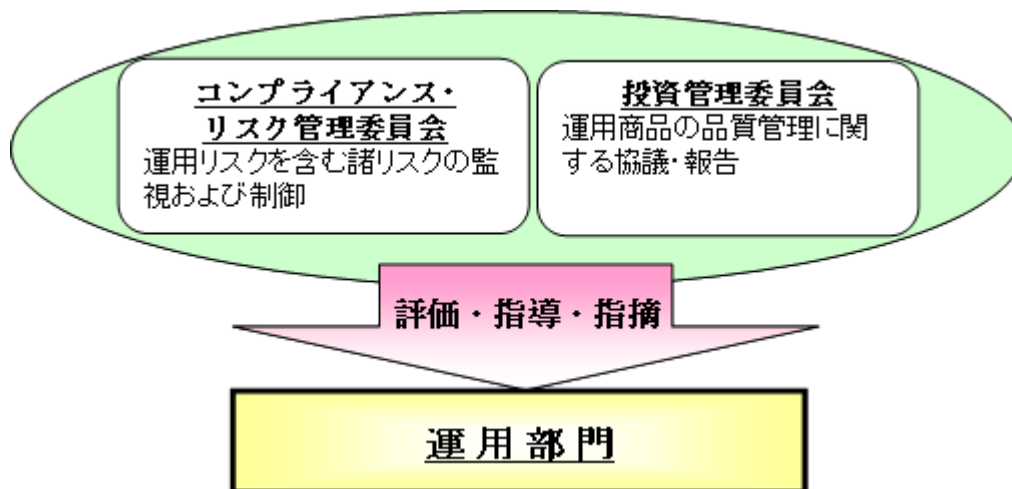 コンプライアンス・
リスク管理委員会
運用リスクを含む諸リスクの監
視および制御
投資管理委員会
運用商品の品質管理に関
する協議・報告
評価・指導・指摘
運用部門